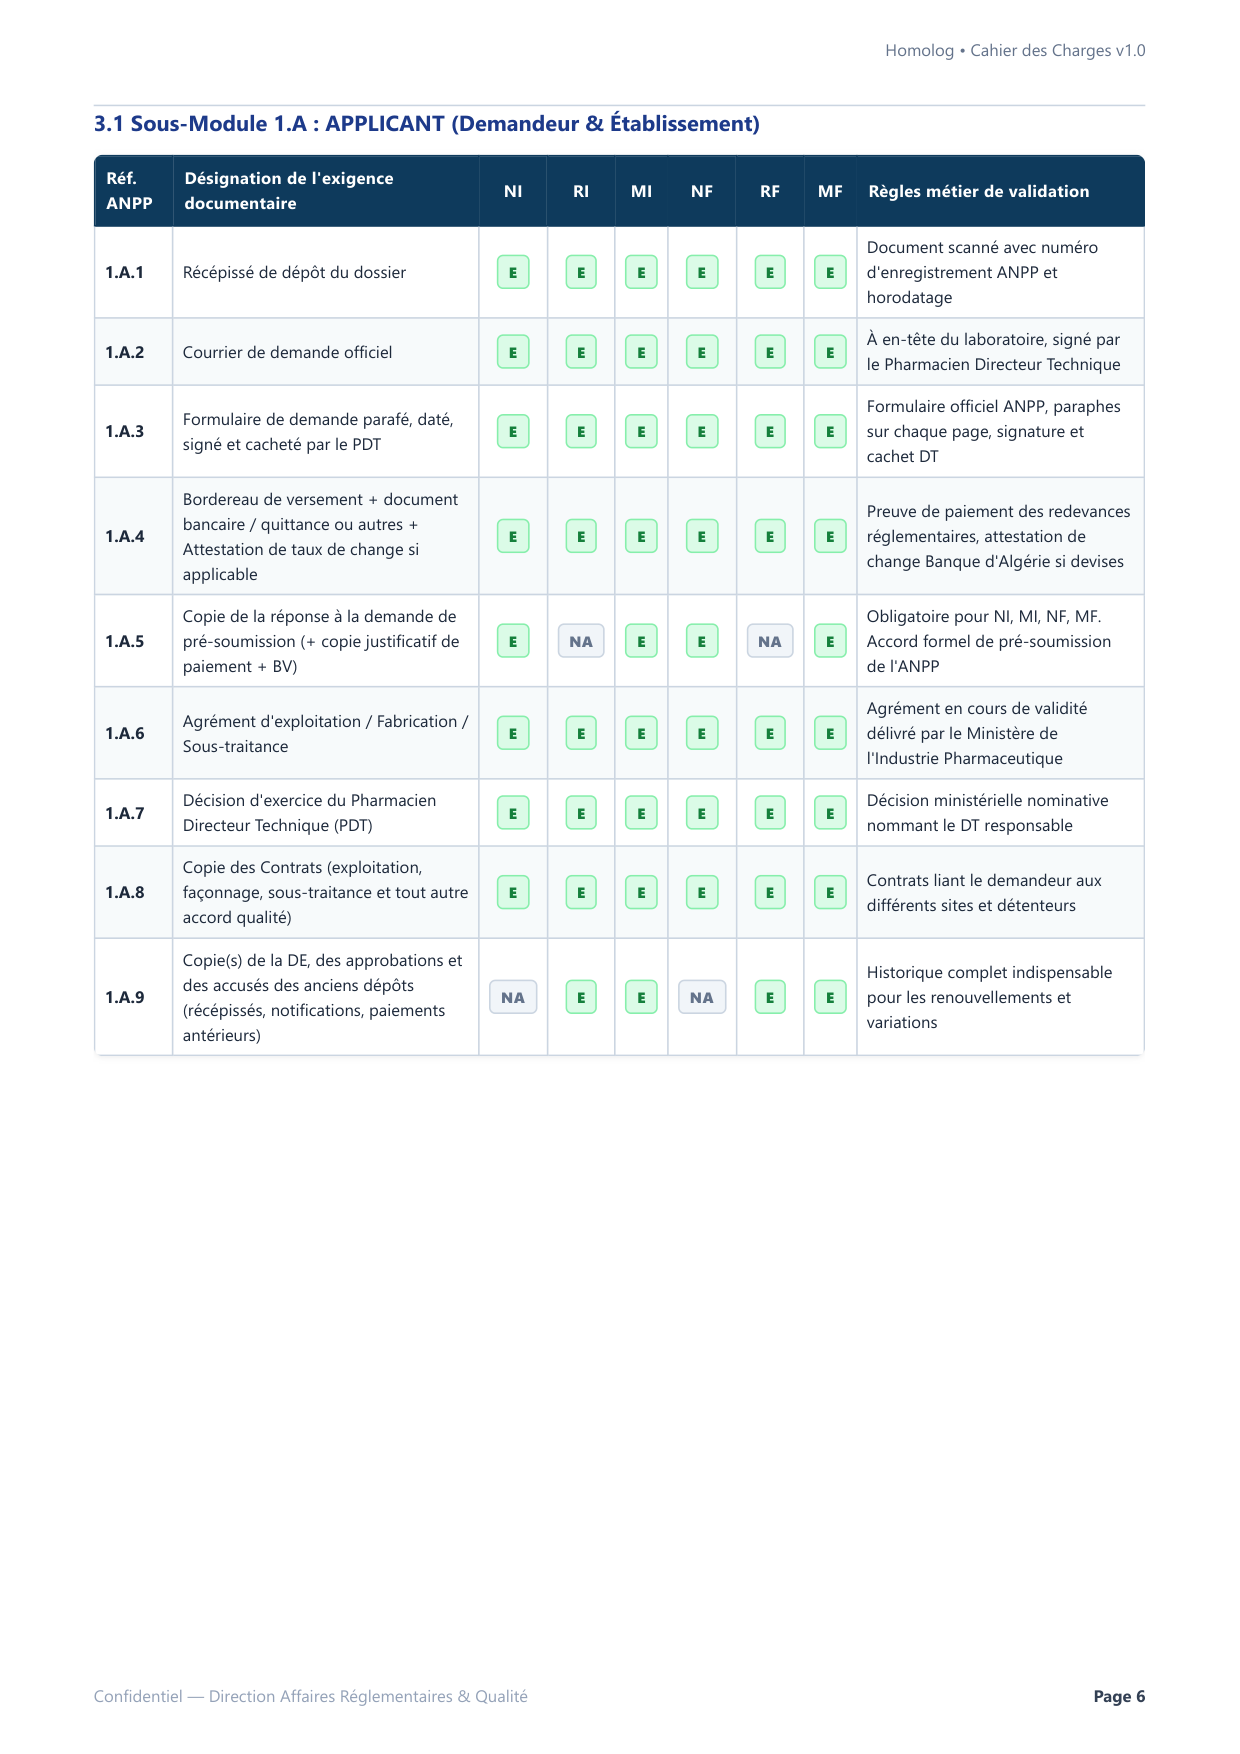 Homolog • Cahier des Charges v1.0
3.1 Sous-Module 1.A : APPLICANT (Demandeur & Établissement)
Réf. ANPP | Désignation de l'exigence documentaire | NI | RI | MI | NF | RF | MF | Règles métier de validation
1.A.1 | Récépissé de dépôt du dossier | E | E | E | E | E | E | Document scanné avec numéro d'enregistrement ANPP et horodatage
1.A.2 | Courrier de demande officiel | E | E | E | E | E | E | À en-tête du laboratoire, signé par le Pharmacien Directeur Technique
1.A.3 | Formulaire de demande parafé, daté, signé et cacheté par le PDT | E | E | E | E | E | E | Formulaire officiel ANPP, paraphes sur chaque page, signature et cachet DT
1.A.4 | Bordereau de versement + document bancaire / quittance ou autres + Attestation de taux de change si applicable | E | E | E | E | E | E | Preuve de paiement des redevances réglementaires, attestation de change Banque d'Algérie si devises
1.A.5 | Copie de la réponse à la demande de pré-soumission (+ copie justificatif de paiement + BV) | E | NA | E | E | NA | E | Obligatoire pour NI, MI, NF, MF. Accord formel de pré-soumission de l'ANPP
1.A.6 | Agrément d'exploitation / Fabrication / Sous-traitance | E | E | E | E | E | E | Agrément en cours de validité délivré par le Ministère de l'Industrie Pharmaceutique
1.A.7 | Décision d'exercice du Pharmacien Directeur Technique (PDT) | E | E | E | E | E | E | Décision ministérielle nominative nommant le DT responsable
1.A.8 | Copie des Contrats (exploitation, façonnage, sous-traitance et tout autre accord qualité) | E | E | E | E | E | E | Contrats liant le demandeur aux différents sites et détenteurs
1.A.9 | Copie(s) de la DE, des approbations et des accusés des anciens dépôts (récépissés, notifications, paiements antérieurs) | NA | E | E | NA | E | E | Historique complet indispensable pour les renouvellements et variations
Confidentiel — Direction Affaires Réglementaires & Qualité
Page 6